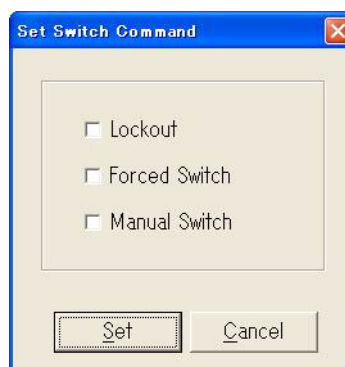 Set Switch Command
Lockout
Forced Switch
Manual Switch
Set Cancel